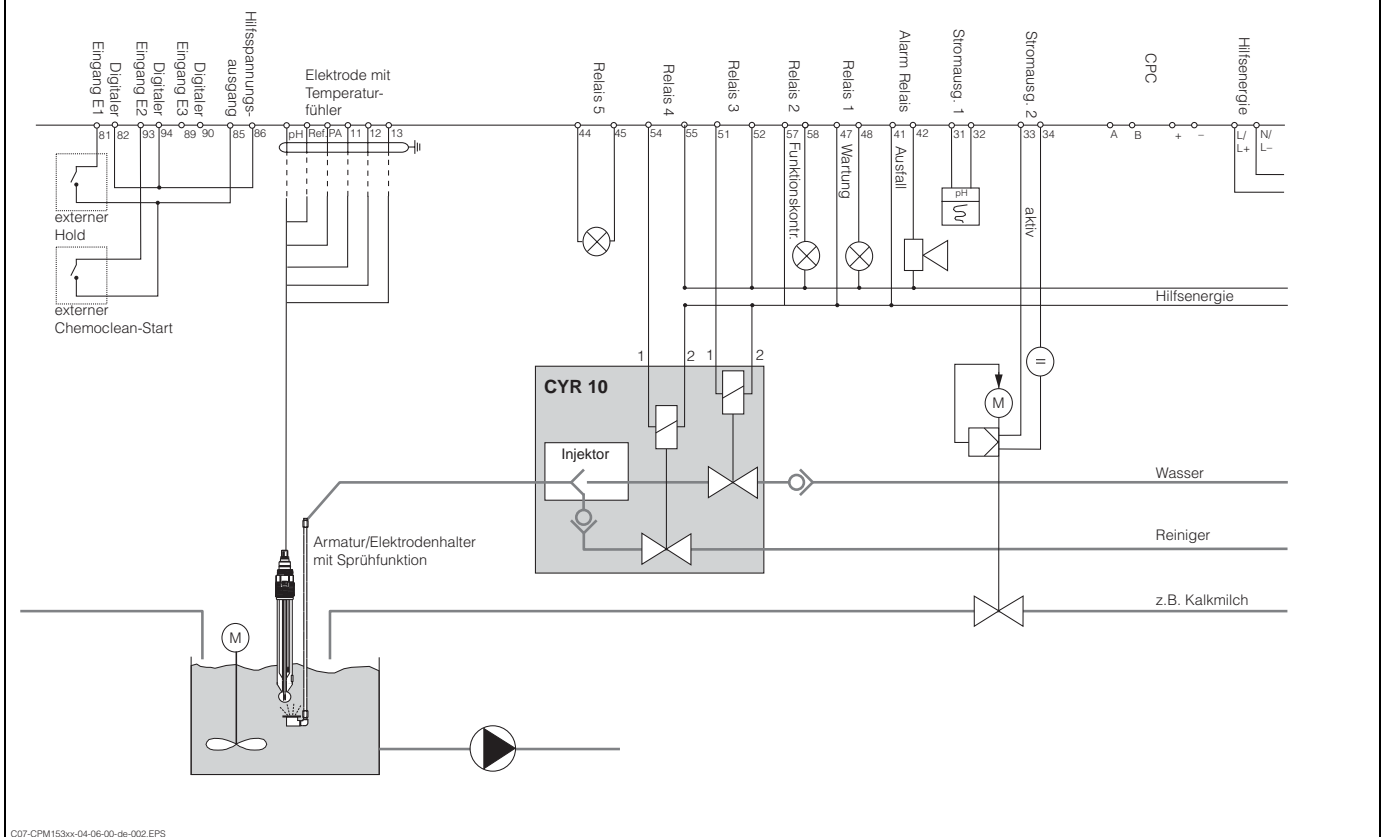 Eingang E1
Digitaler
Eingang E2
Digitaler
Eingang E3
Digitaler
Hilfsspannungs-
ausgang
Elektrode mit
Temperatur-
fühler
Relais 5
Relais 4
Relais 3
Relais 2
Relais 1
Alarm Relais
Stromausg. 1
Stromausg. 2
CPC
Hilfsenergie
81 82 93 94 89 90 85 86 pH Ref. PA 11 12 13 44 45 54 55 51 52 57 58 47 48 41 42 31 32 33 34 A B + – L/ N/
L+ L–
Funktionskontr.
Wartung
Ausfall
pH
aktiv
externer
Hold
externer
Chemoclean-Start
Hilfsenergie
1 2 1 2
CYR 10
M
Injektor
Wasser
Armatur/Elektrodenhalter
mit Sprühfunktion
Reiniger
z.B. Kalkmilch
M
C07-CPM153xx-04-06-00-de-002.EPS